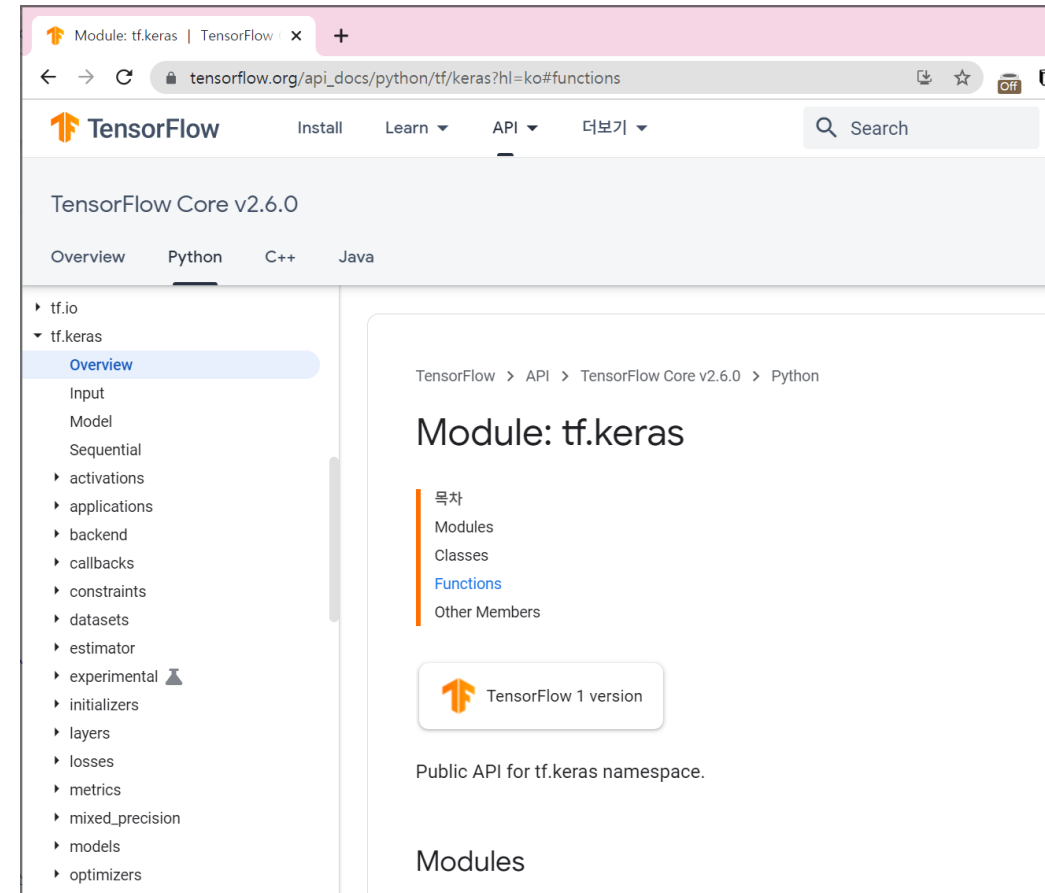 Module: tf.keras | TensorFlow
tensorflow.org/api_docs/python/tf/keras?hl=ko#functions
Off
TensorFlow Install Learn API 더보기 Search
TensorFlow Core v2.6.0
Overview Python C++ Java
tf.io
tf.keras
Overview
Input
Model
Sequential
activations
applications
backend
callbacks
constraints
datasets
estimator
experimental
initializers
layers
losses
metrics
mixed_precision
models
optimizers
TensorFlow > API > TensorFlow Core v2.6.0 > Python
Module: tf.keras
목차
Modules
Classes
Functions
Other Members
TensorFlow 1 version
Public API for tf.keras namespace.
Modules